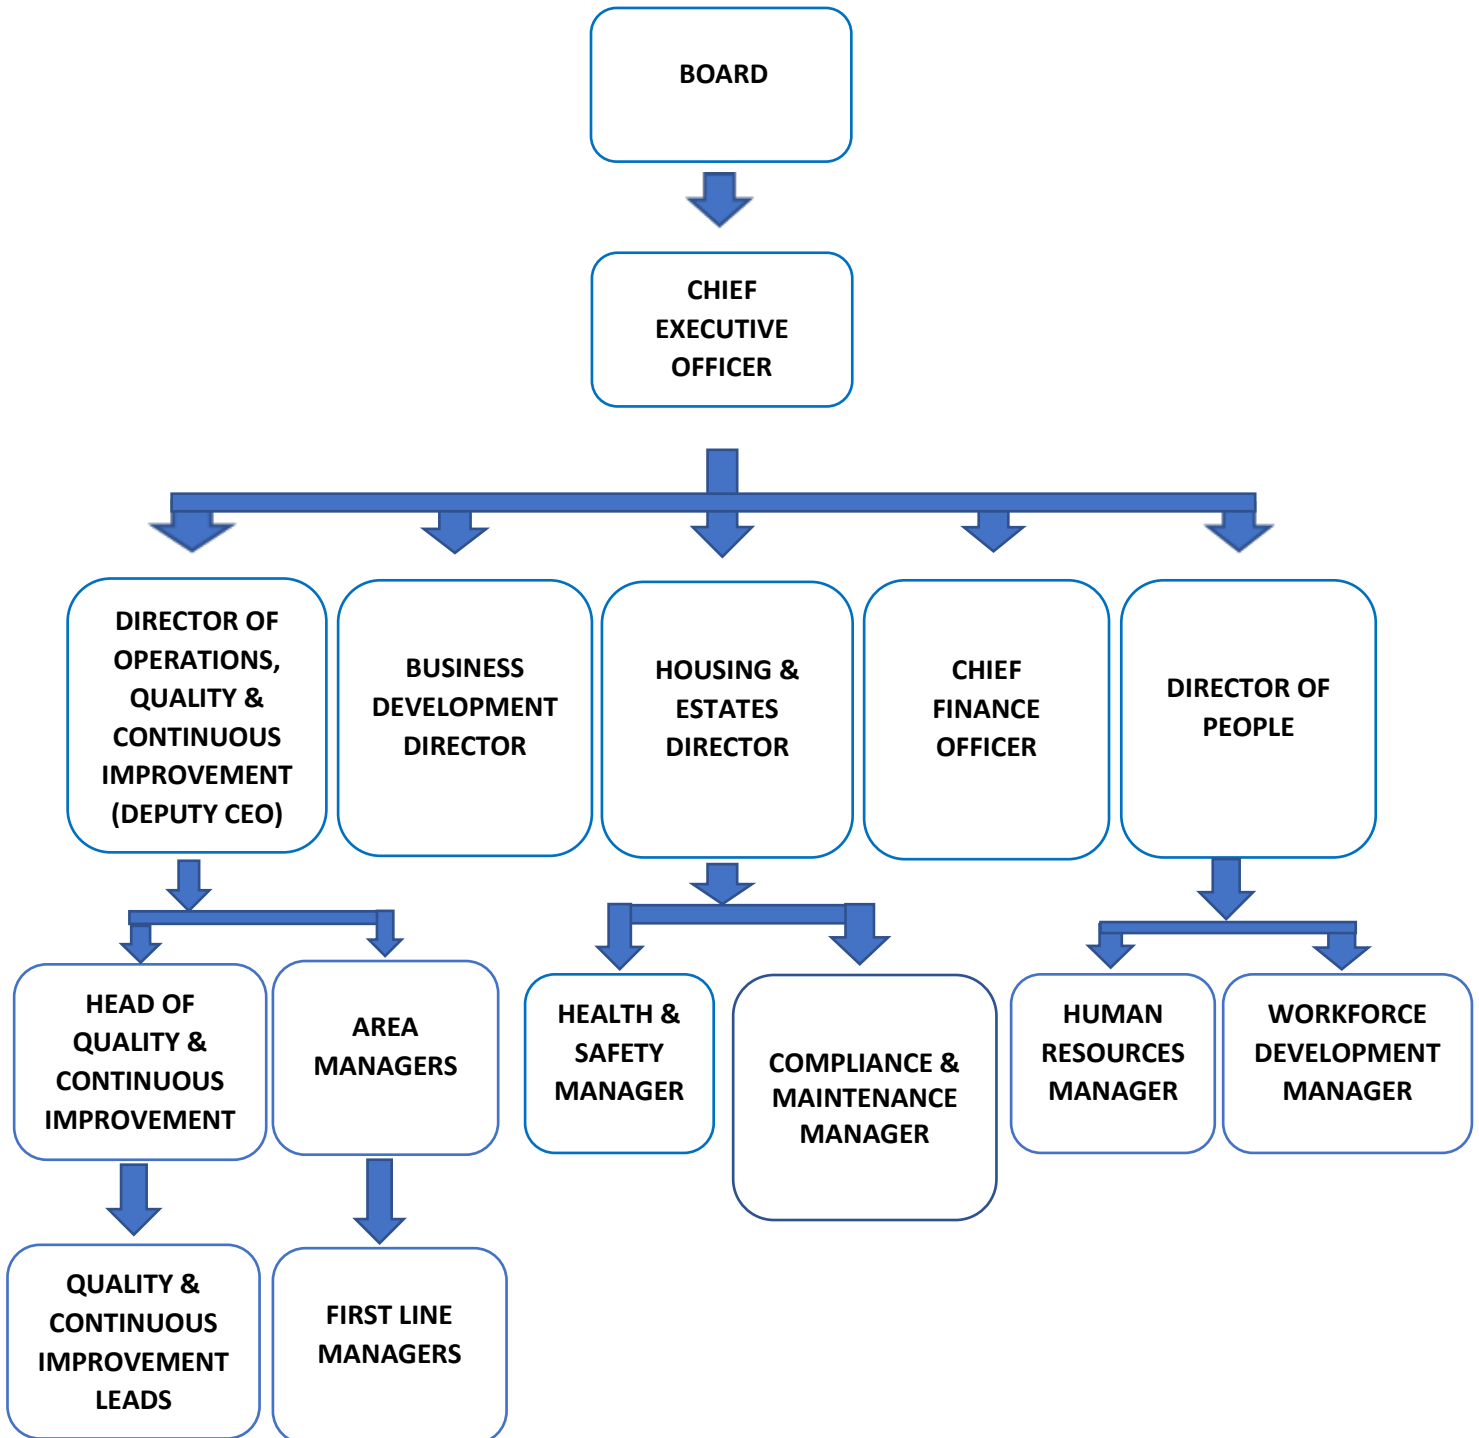 BOARD
CHIEF
EXECUTIVE
OFFICER
DIRECTOR OF
OPERATIONS,
QUALITY &
CONTINUOUS
IMPROVEMENT
(DEPUTY CEO)
BUSINESS
DEVELOPMENT
DIRECTOR
HOUSING &
ESTATES
DIRECTOR
CHIEF
FINANCE
OFFICER
DIRECTOR OF
PEOPLE
HEAD OF
QUALITY &
CONTINUOUS
IMPROVEMENT
AREA
MANAGERS
HEALTH &
SAFETY
MANAGER
COMPLIANCE &
MAINTENANCE
MANAGER
HUMAN
RESOURCES
MANAGER
WORKFORCE
DEVELOPMENT
MANAGER
QUALITY &
CONTINUOUS
IMPROVEMENT
LEADS
FIRST LINE
MANAGERS